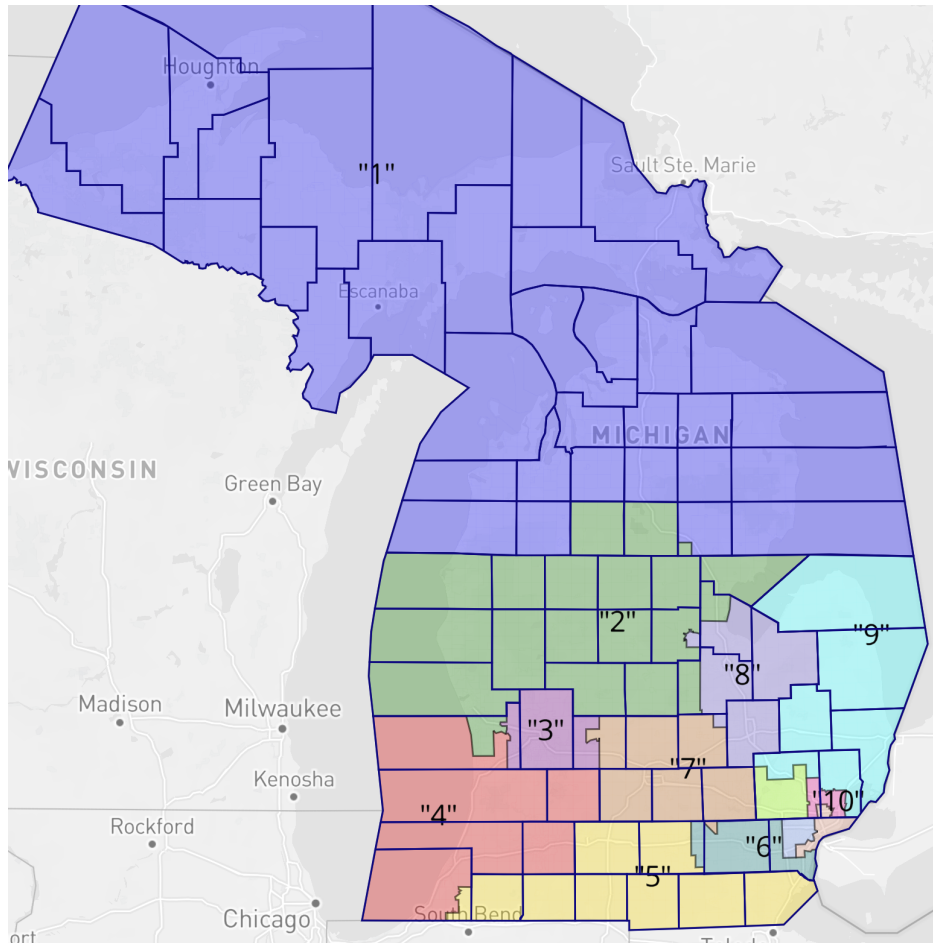 Houghton
"1"
Sault Ste. Marie
Escanaba
MICHIGAN
WISCONSIN
Green Bay
"2"
"9"
"8"
Madison
Milwaukee
"3"
"7"
Kenosha
"10"
"4"
Rockford
"6"
"5"
Chicago
South Bend